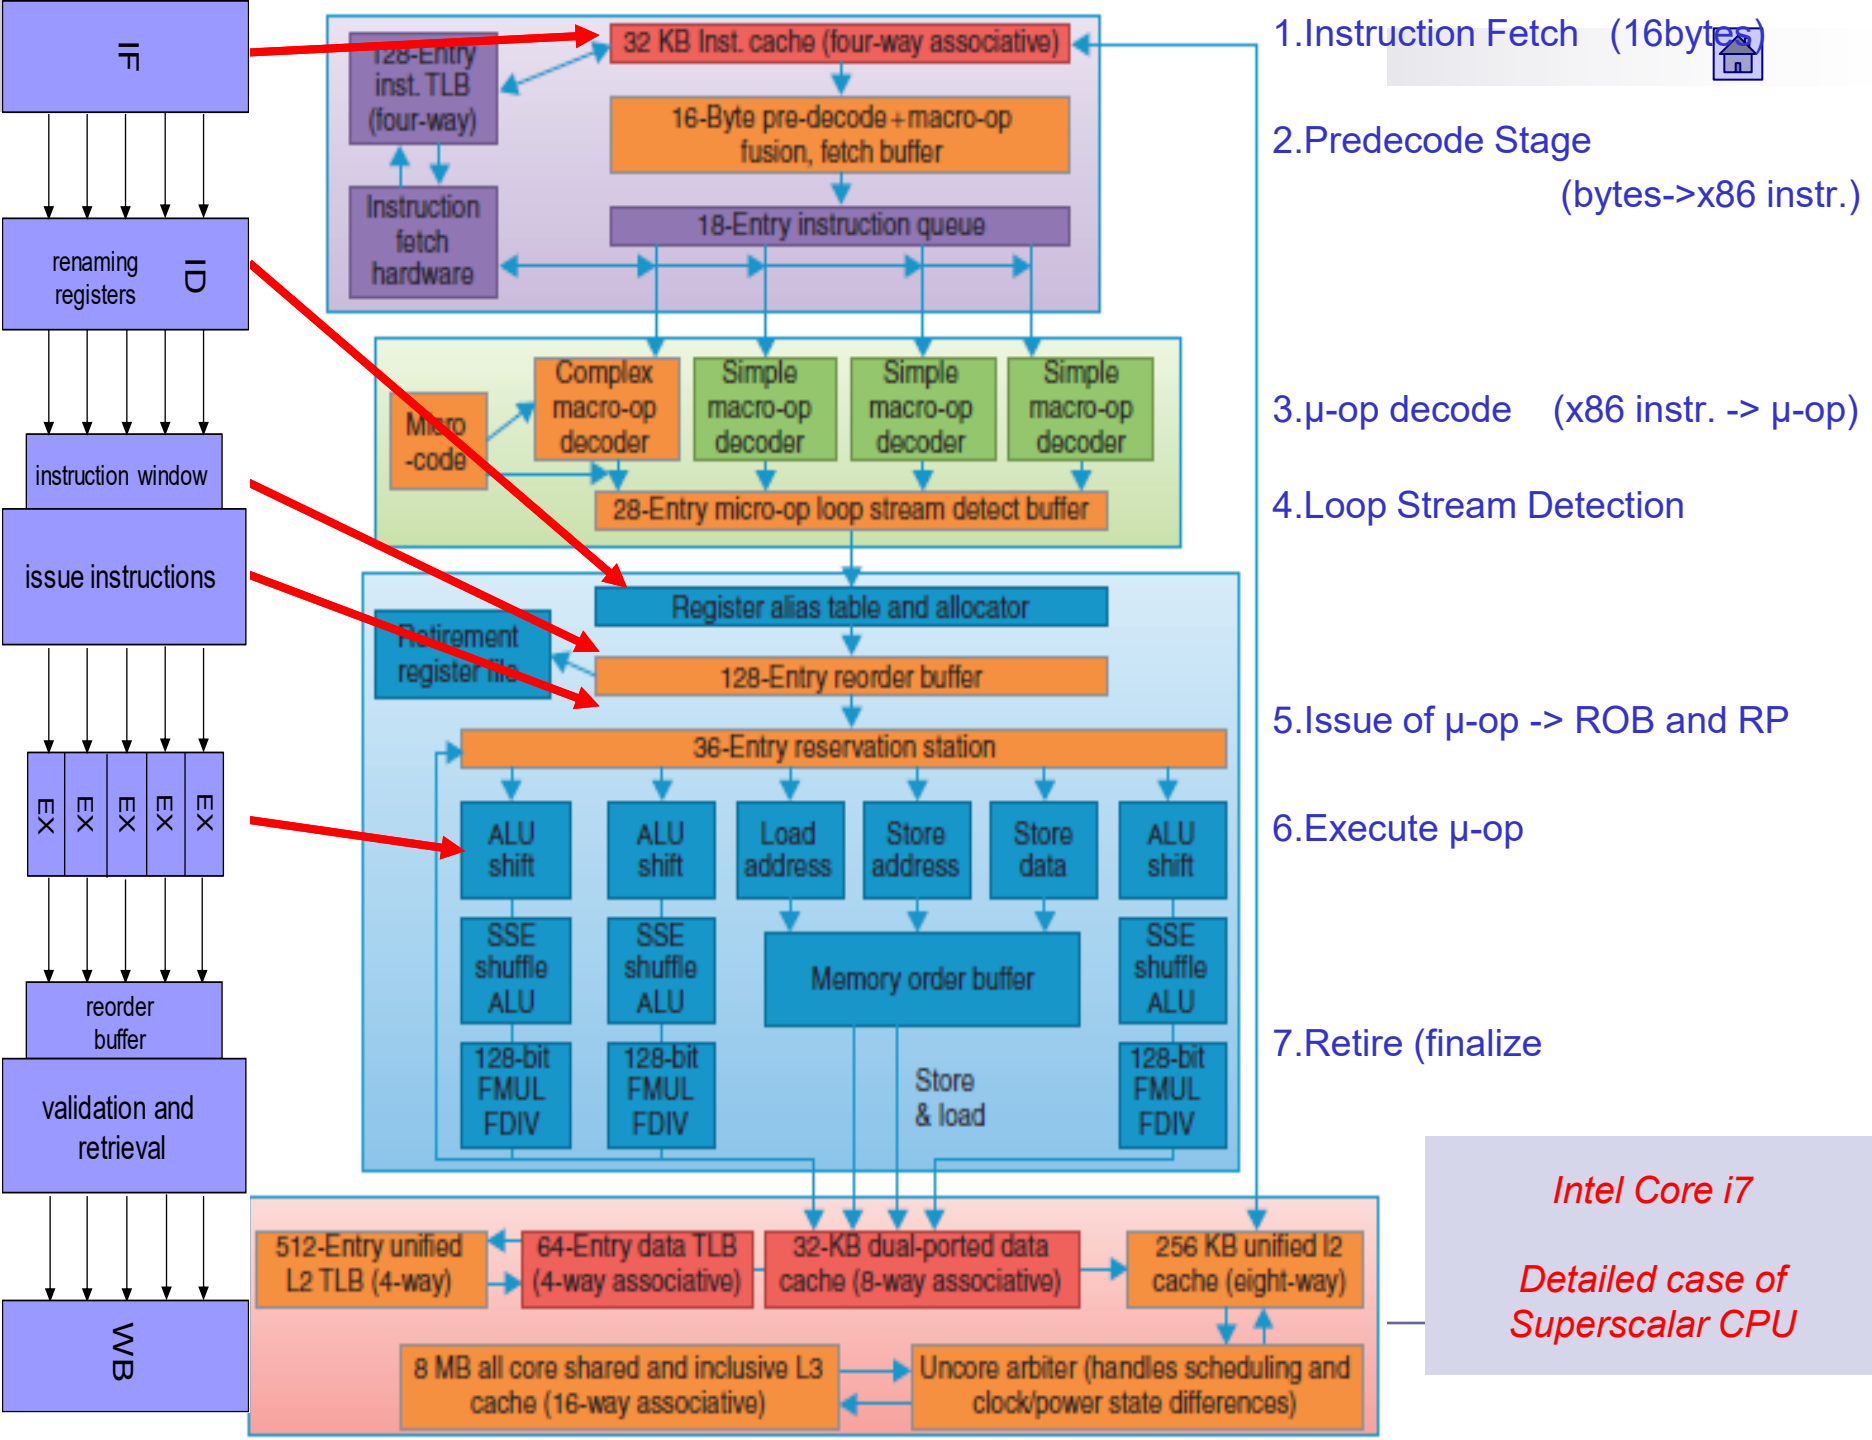 IF
renaming
registers
ID
instruction window
issue instructions
EX
EX
EX
EX
EX
reorder
buffer
validation and
retrieval
WB
32 KB Inst. cache (four-way associative)
128-Entry
inst. TLB
(four-way)
16-Byte pre-decode+macro-op
fusion, fetch buffer
Instruction
fetch
hardware
18-Entry instruction queue
Micro
-code
Complex
macro-op
decoder
Simple
macro-op
decoder
Simple
macro-op
decoder
Simple
macro-op
decoder
28-Entry micro-op loop stream detect buffer
Register alias table and allocator
Retirement
register file
128-Entry reorder buffer
36-Entry reservation station
ALU
shift
ALU
shift
Load
address
Store
address
Store
data
ALU
shift
SSE
shuffle
ALU
SSE
shuffle
ALU
Memory order buffer
SSE
shuffle
ALU
128-bit
FMUL
FDIV
128-bit
FMUL
FDIV
Store
& load
128-bit
FMUL
FDIV
512-Entry unified
L2 TLB (4-way)
64-Entry data TLB
(4-way associative)
32-KB dual-ported data
cache (8-way associative)
256 KB unified l2
cache (eight-way)
8 MB all core shared and inclusive L3
cache (16-way associative)
Uncore arbiter (handles scheduling and
clock/power state differences)
1.Instruction Fetch (16bytes)
2.Predecode Stage
(bytes->x86 instr.)
3.μ-op decode (x86 instr. -> μ-op)
4.Loop Stream Detection
5.Issue of μ-op -> ROB and RP
6.Execute μ-op
7.Retire (finalize
Intel Core i7
Detailed case of
Superscalar CPU